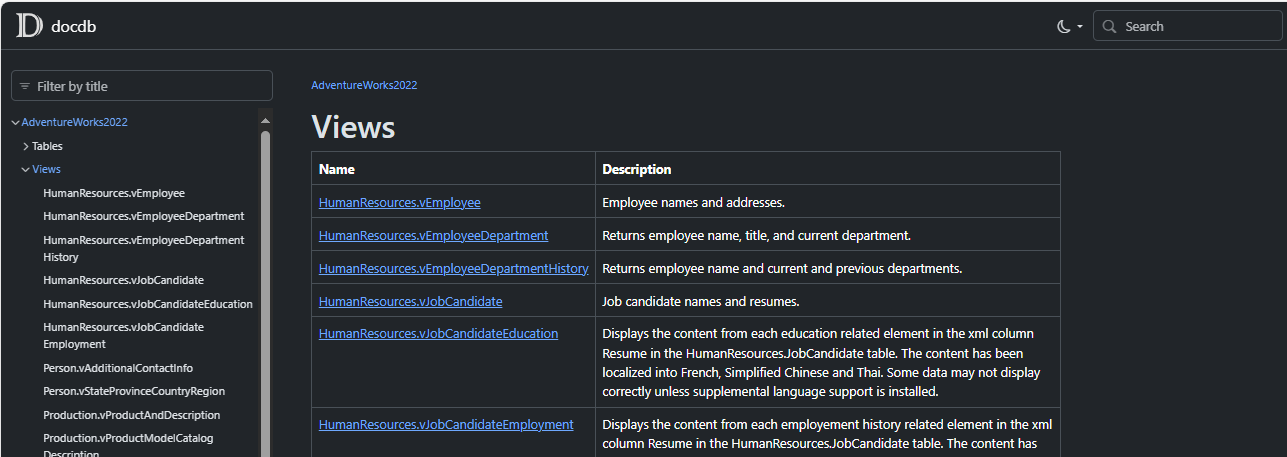 docdb
Search
Filter by title
AdventureWorks2022
Tables
Views
HumanResources.vEmployee
HumanResources.vEmployeeDepartment
HumanResources.vEmployeeDepartment
History
HumanResources.vJobCandidate
HumanResources.vJobCandidateEducation
HumanResources.vJobCandidate
Employment
Person.vAdditionalContactInfo
Person.vStateProvinceCountryRegion
Production.vProductAndDescription
Production.vProductModelCatalog
Description
AdventureWorks2022
Views
Name Description
HumanResources.vEmployee Employee names and addresses.
HumanResources.vEmployeeDepartment Returns employee name, title, and current department.
HumanResources.vEmployeeDepartmentHistory Returns employee name and current and previous departments.
HumanResources.vJobCandidate Job candidate names and resumes.
HumanResources.vJobCandidateEducation Displays the content from each education related element in the xml column
Resume in the HumanResources.JobCandidate table. The content has been
localized into French, Simplified Chinese and Thai. Some data may not display
correctly unless supplemental language support is installed.
HumanResources.vJobCandidateEmployment Displays the content from each employement history related element in the xml
column Resume in the HumanResources.JobCandidate table. The content has